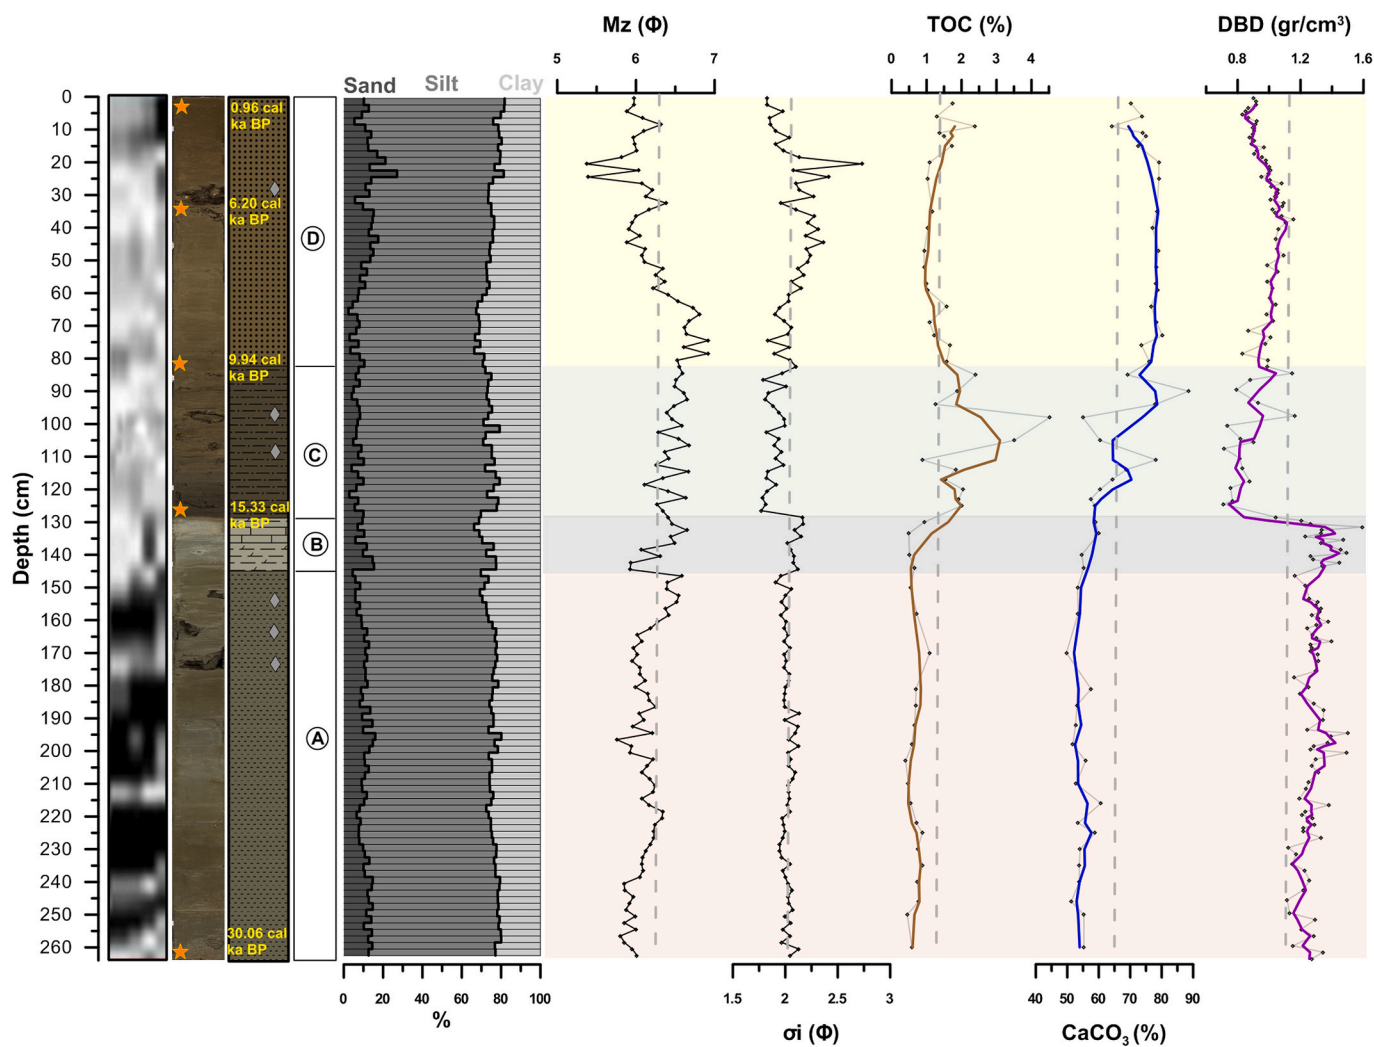 Mz (Φ)
TOC (%)
DBD (gr/cm³)
5 6 7
0 1 2 3 4
0.8 1.2 1.6
Sand Silt Clay
0
10
20
30
40
50
60
70
80
90
100
110
120
130
140
150
160
170
180
190
200
210
220
230
240
250
260
Depth (cm)
0.96 cal
ka BP
6.20 cal
ka BP
9.94 cal
ka BP
15.33 cal
ka BP
30.06 cal
ka BP
D
C
B
A
0 20 40 60 80 100
%
1.5 2 2.5 3
σi (Φ)
40 50 60 70 80 90
CaCO₃ (%)